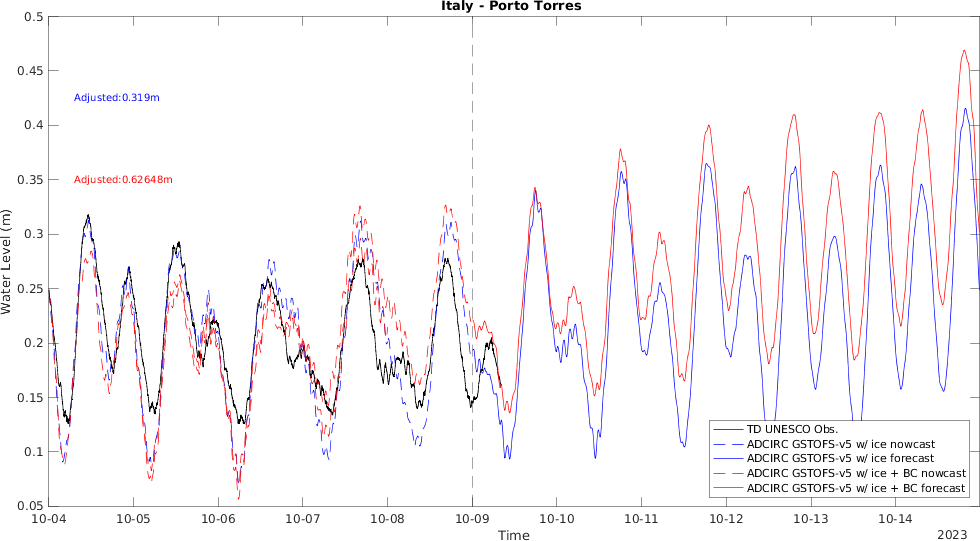 Italy - Porto Torres
0.5
0.45
0.4
0.35
0.3
0.25
0.2
0.15
0.1
0.05
Water Level (m)
Adjusted:0.319m
Adjusted:0.62648m
TD UNESCO Obs.
ADCIRC GSTOFS-v5 w/ ice nowcast
ADCIRC GSTOFS-v5 w/ ice forecast
ADCIRC GSTOFS-v5 w/ ice + BC nowcast
ADCIRC GSTOFS-v5 w/ ice + BC forecast
10-04 10-05 10-06 10-07 10-08 10-09 10-10 10-11 10-12 10-13 10-14
Time
2023